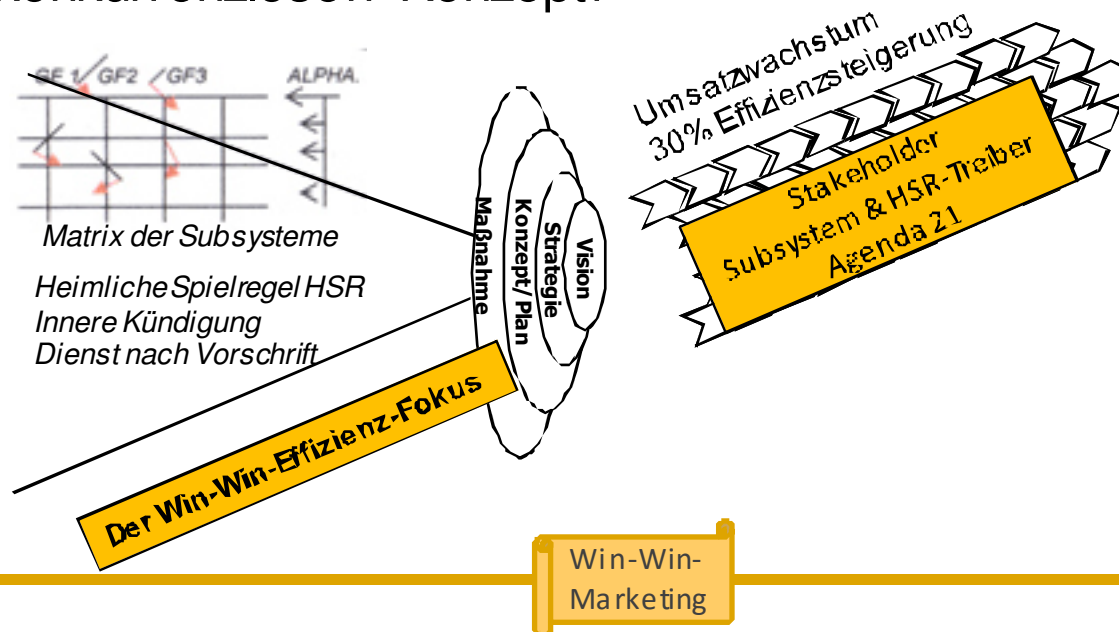 Konzept?
GF 1 GF2 GF3 ALPHA.
Matrix der Subsysteme
Heimliche Spielregel HSR
Innere Kündigung
Dienst nach Vorschrift
Maßnahme
Konzept/Plan
Strategie
Vision
Umsatzwachstum
30% Effizienzsteigerung
Stakeholder
Subsystem & HSR-Treiber
Agenda 21
Der Win-Win-Effizienz-Fokus
Win-Win-
Marketing